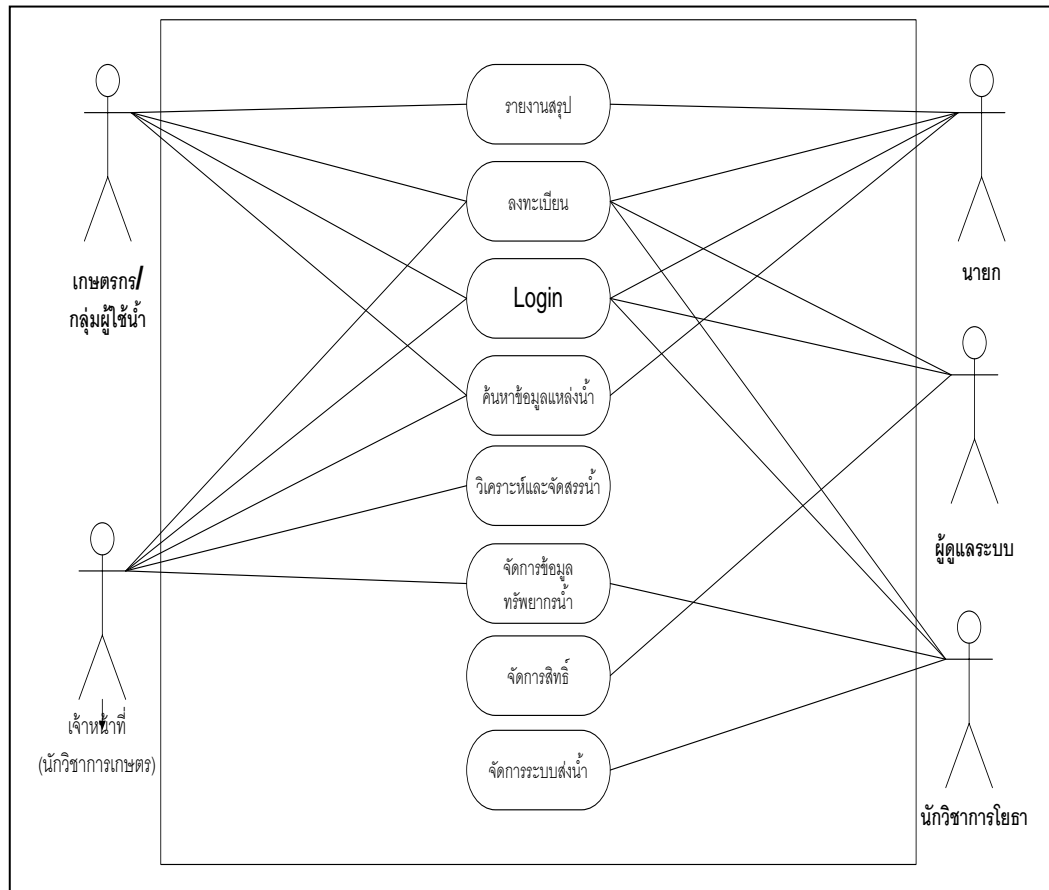 รายงานสรุป
ลงทะเบียน
Login
ค้นหาข้อมูลแหล่งน้ำ
วิเคราะห์และจัดสรรน้ำ
จัดการข้อมูล
ทรัพยากรน้ำ
จัดการสิทธิ์
จัดการระบบส่งน้ำ
เกษตรกร/
กลุ่มผู้ใช้น้ำ
เจ้าหน้าที่
(นักวิชาการเกษตร)
นายก
ผู้ดูแลระบบ
นักวิชาการโยธา